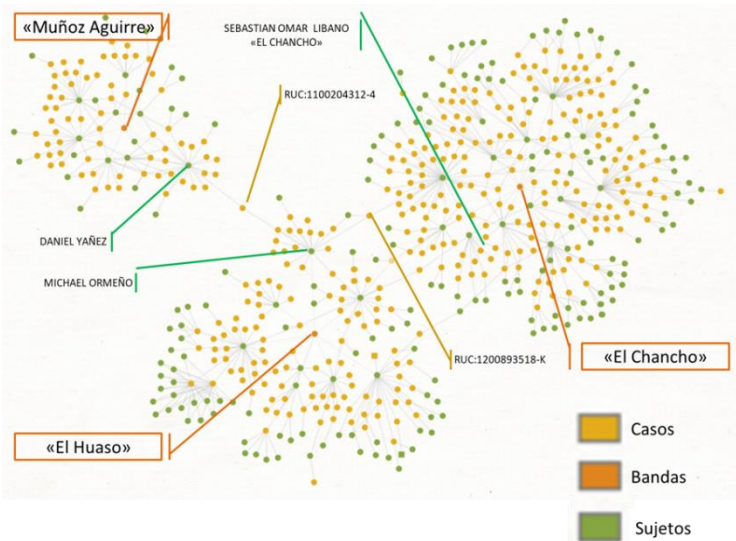 «Muñoz Aguirre»
SEBASTIAN OMAR LIBANO
«EL CHANCHO»
RUC:1100204312-4
DANIEL YAÑEZ
MICHAEL ORMEÑO
RUC:1200893518-K
«El Chancho»
«El Huaso»
Casos
Bandas
Sujetos